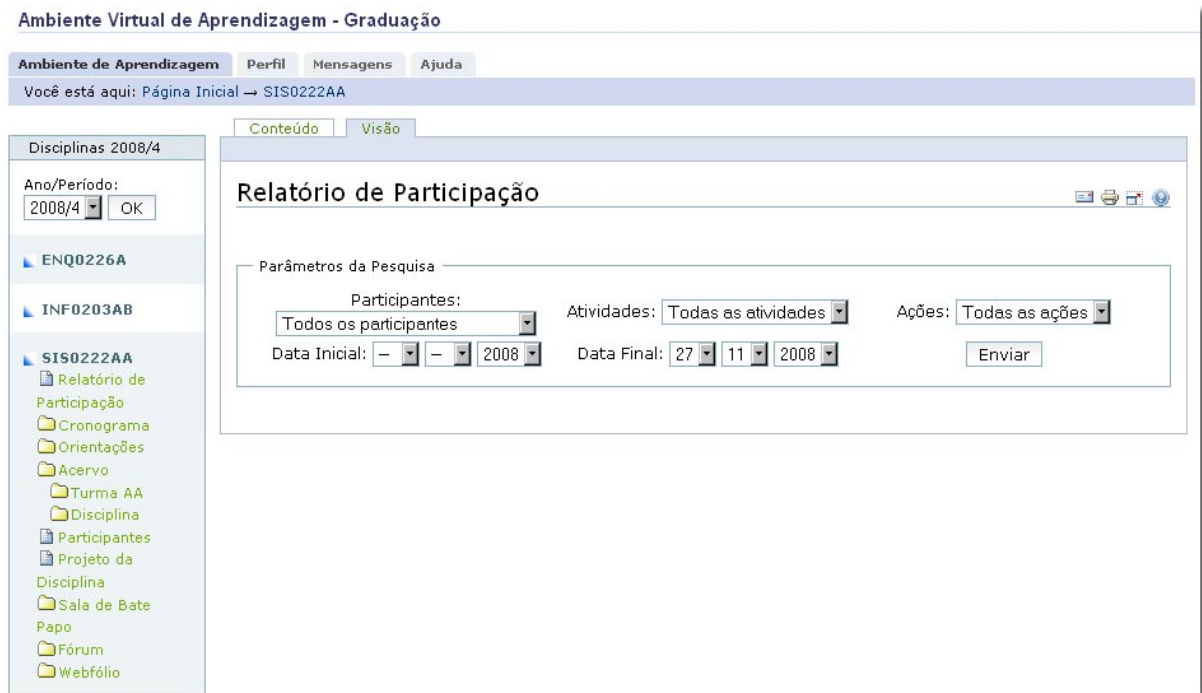 Ambiente Virtual de Aprendizagem - Graduação
Ambiente de Aprendizagem Perfil Mensagens Ajuda
Você está aqui: Página Inicial → SIS0222AA
Disciplinas 2008/4
Ano/Período:
2008/4 OK
ENQ0226A
INF0203AB
SIS0222AA
Relatório de
Participação
Cronograma
Orientações
Acervo
Turma AA
Disciplina
Participantes
Projeto da
Disciplina
Sala de Bate
Papo
Fórum
Webfólio
Conteúdo Visão
Relatório de Participação
Parâmetros da Pesquisa
Participantes:
Todos os participantes
Atividades: Todas as atividades
Ações: Todas as ações
Data Inicial: – – 2008
Data Final: 27 11 2008
Enviar